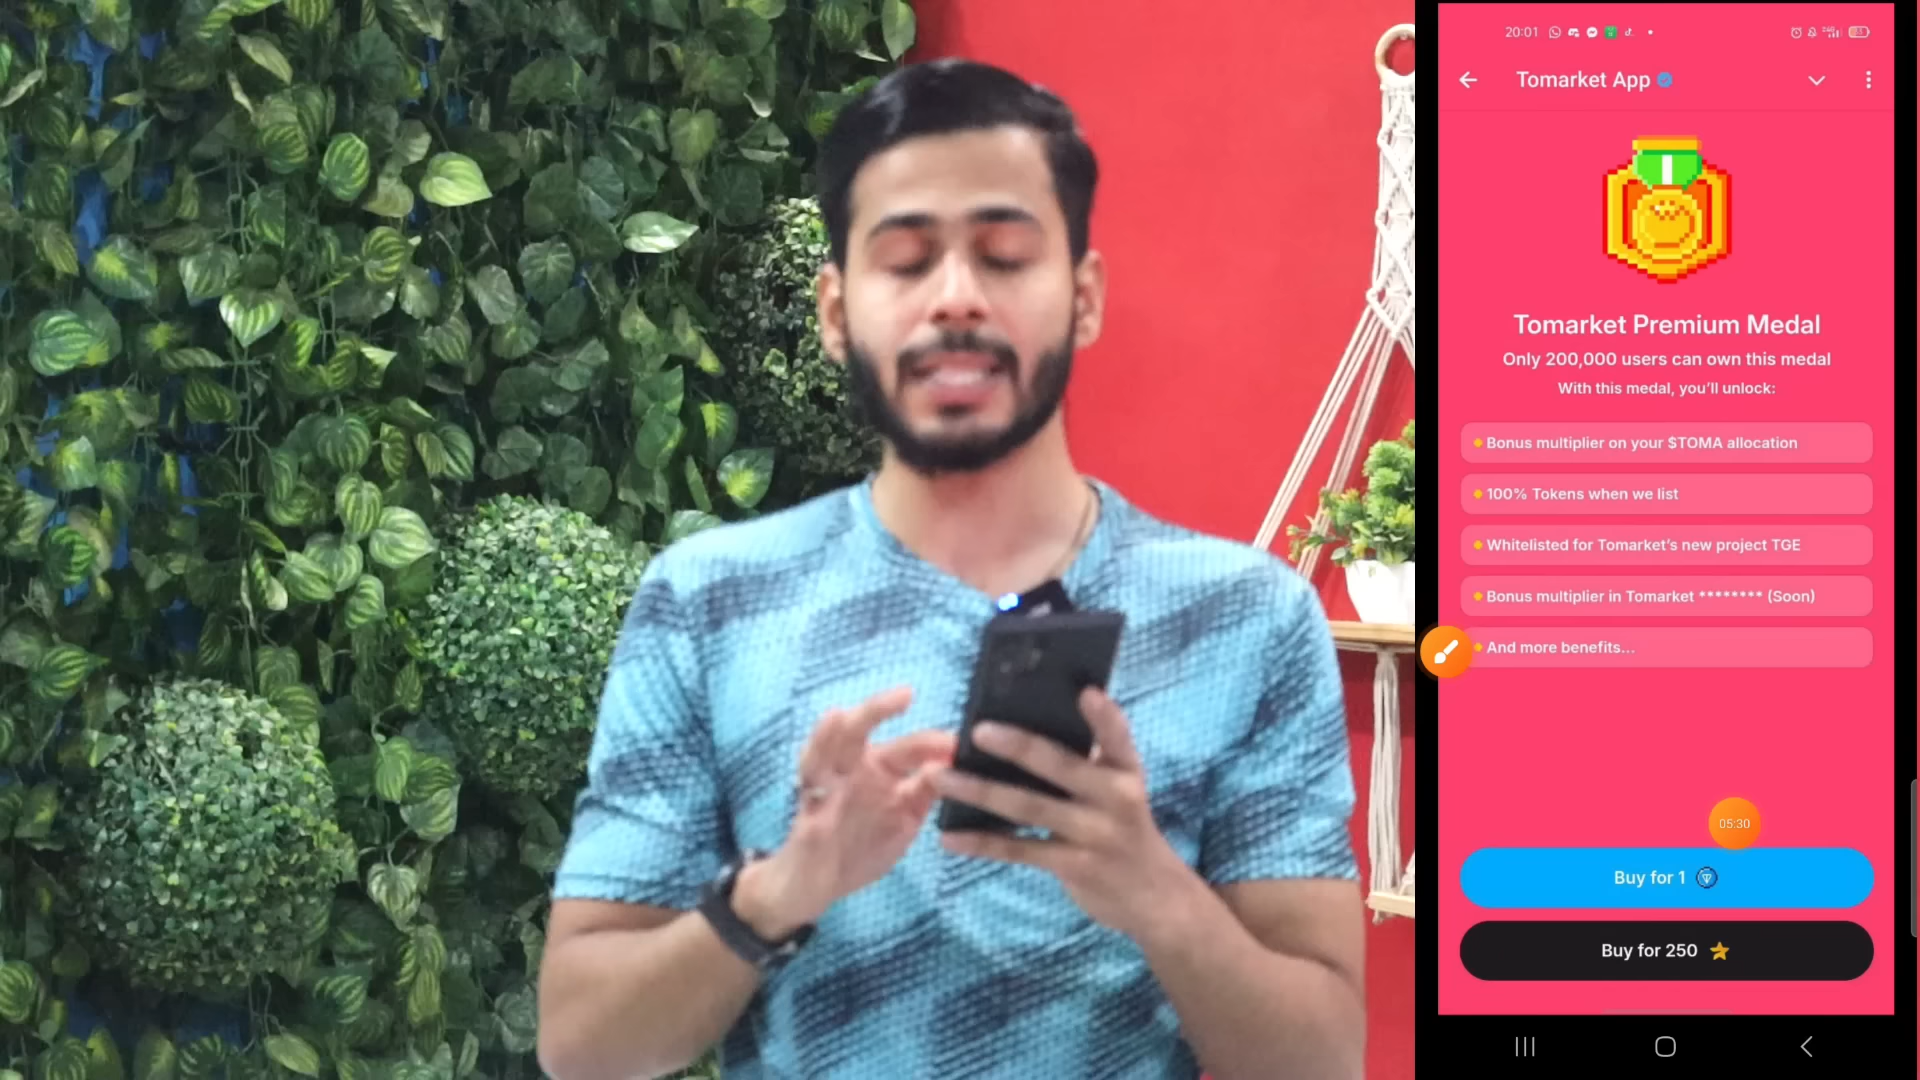 20:01
Tomarket App
Tomarket Premium Medal
Only 200,000 users can own this medal
With this medal, you'll unlock:
Bonus multiplier on your $TOMA allocation
100% Tokens when we list
Whitelisted for Tomarket's new project TGE
Bonus multiplier in Tomarket ******** (Soon)
And more benefits...
05:30
Buy for 1
Buy for 250